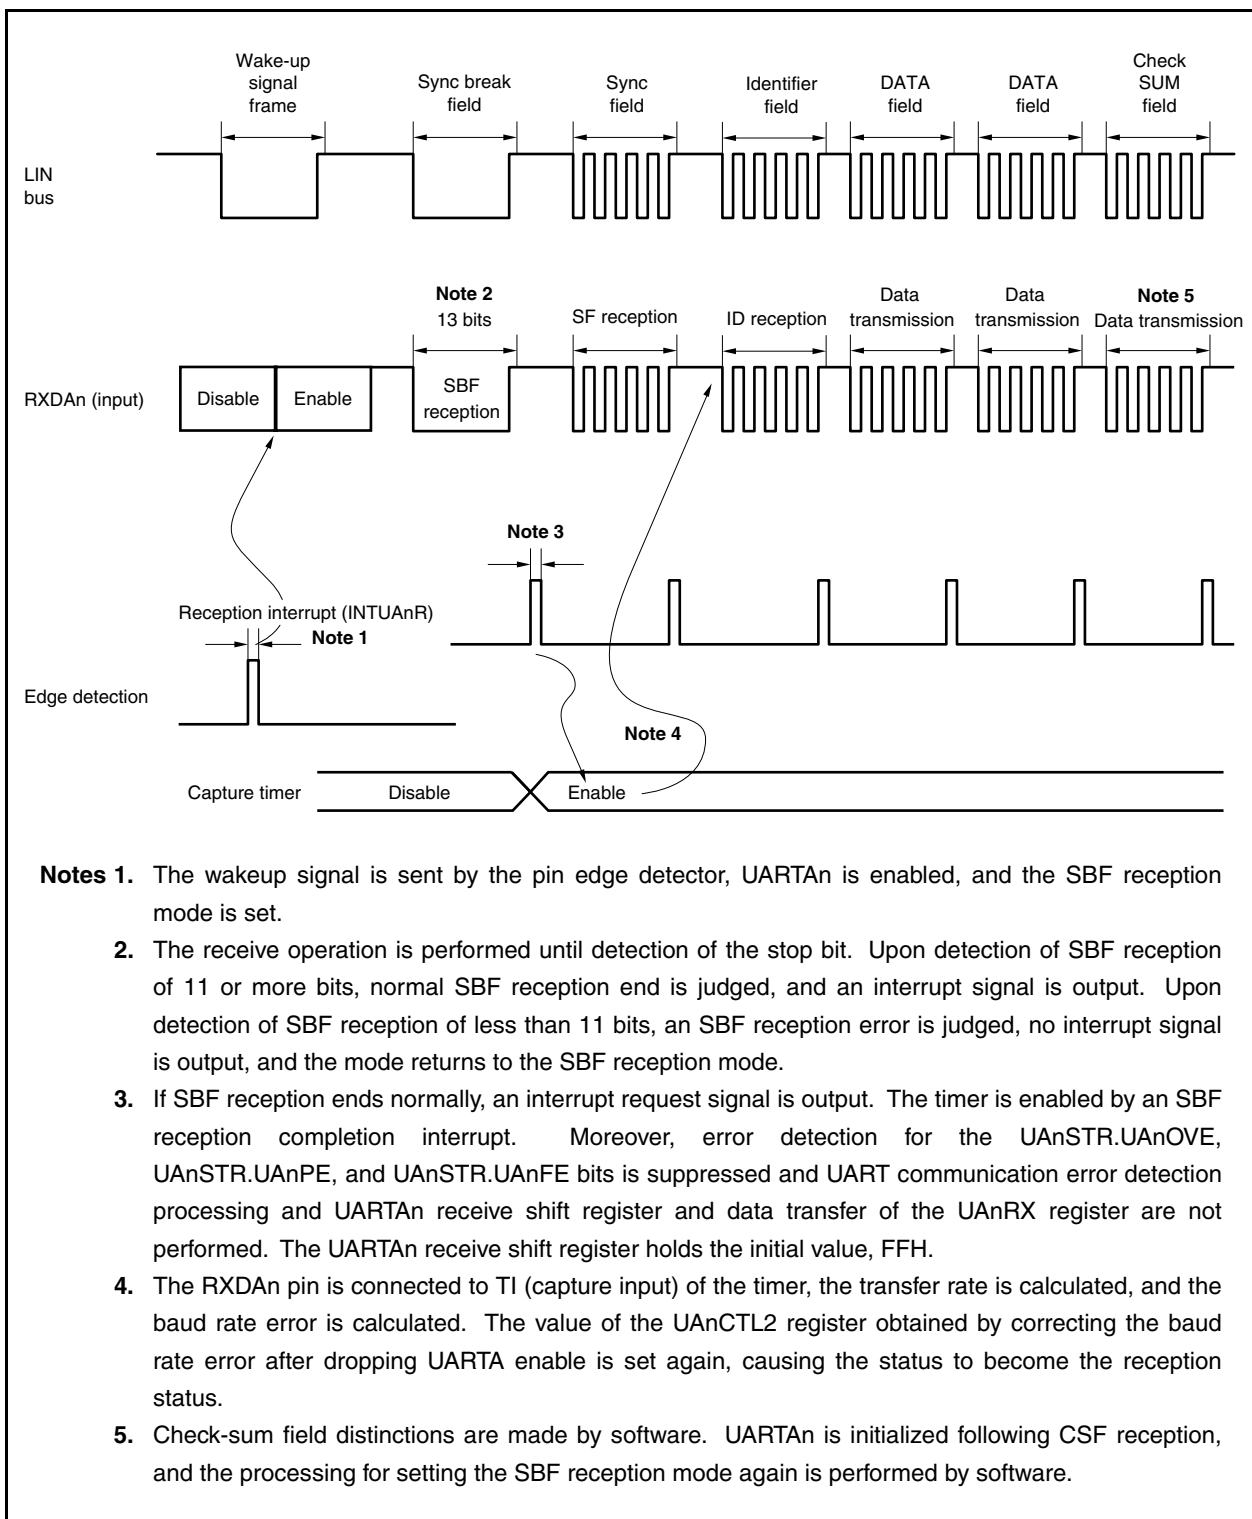 Wake-up
signal
frame
Sync break
field
Sync
field
Identifier
field
DATA
field
DATA
field
Check
SUM
field
LIN
bus
Note 2
13 bits
SF reception
ID reception
Data
transmission
Data
transmission
Note 5
Data transmission
RXDAn (input)
Disable
Enable
SBF
reception
Note 3
Reception interrupt (INTUAnR)
Note 1
Edge detection
Note 4
Capture timer
Disable
Enable
Notes 1. The wakeup signal is sent by the pin edge detector, UARTAn is enabled, and the SBF reception
mode is set.
2. The receive operation is performed until detection of the stop bit. Upon detection of SBF reception
of 11 or more bits, normal SBF reception end is judged, and an interrupt signal is output. Upon
detection of SBF reception of less than 11 bits, an SBF reception error is judged, no interrupt signal
is output, and the mode returns to the SBF reception mode.
3. If SBF reception ends normally, an interrupt request signal is output. The timer is enabled by an SBF
reception completion interrupt. Moreover, error detection for the UAnSTR.UAnOVE,
UAnSTR.UAnPE, and UAnSTR.UAnFE bits is suppressed and UART communication error detection
processing and UARTAn receive shift register and data transfer of the UAnRX register are not
performed. The UARTAn receive shift register holds the initial value, FFH.
4. The RXDAn pin is connected to TI (capture input) of the timer, the transfer rate is calculated, and the
baud rate error is calculated. The value of the UAnCTL2 register obtained by correcting the baud
rate error after dropping UARTA enable is set again, causing the status to become the reception
status.
5. Check-sum field distinctions are made by software. UARTAn is initialized following CSF reception,
and the processing for setting the SBF reception mode again is performed by software.